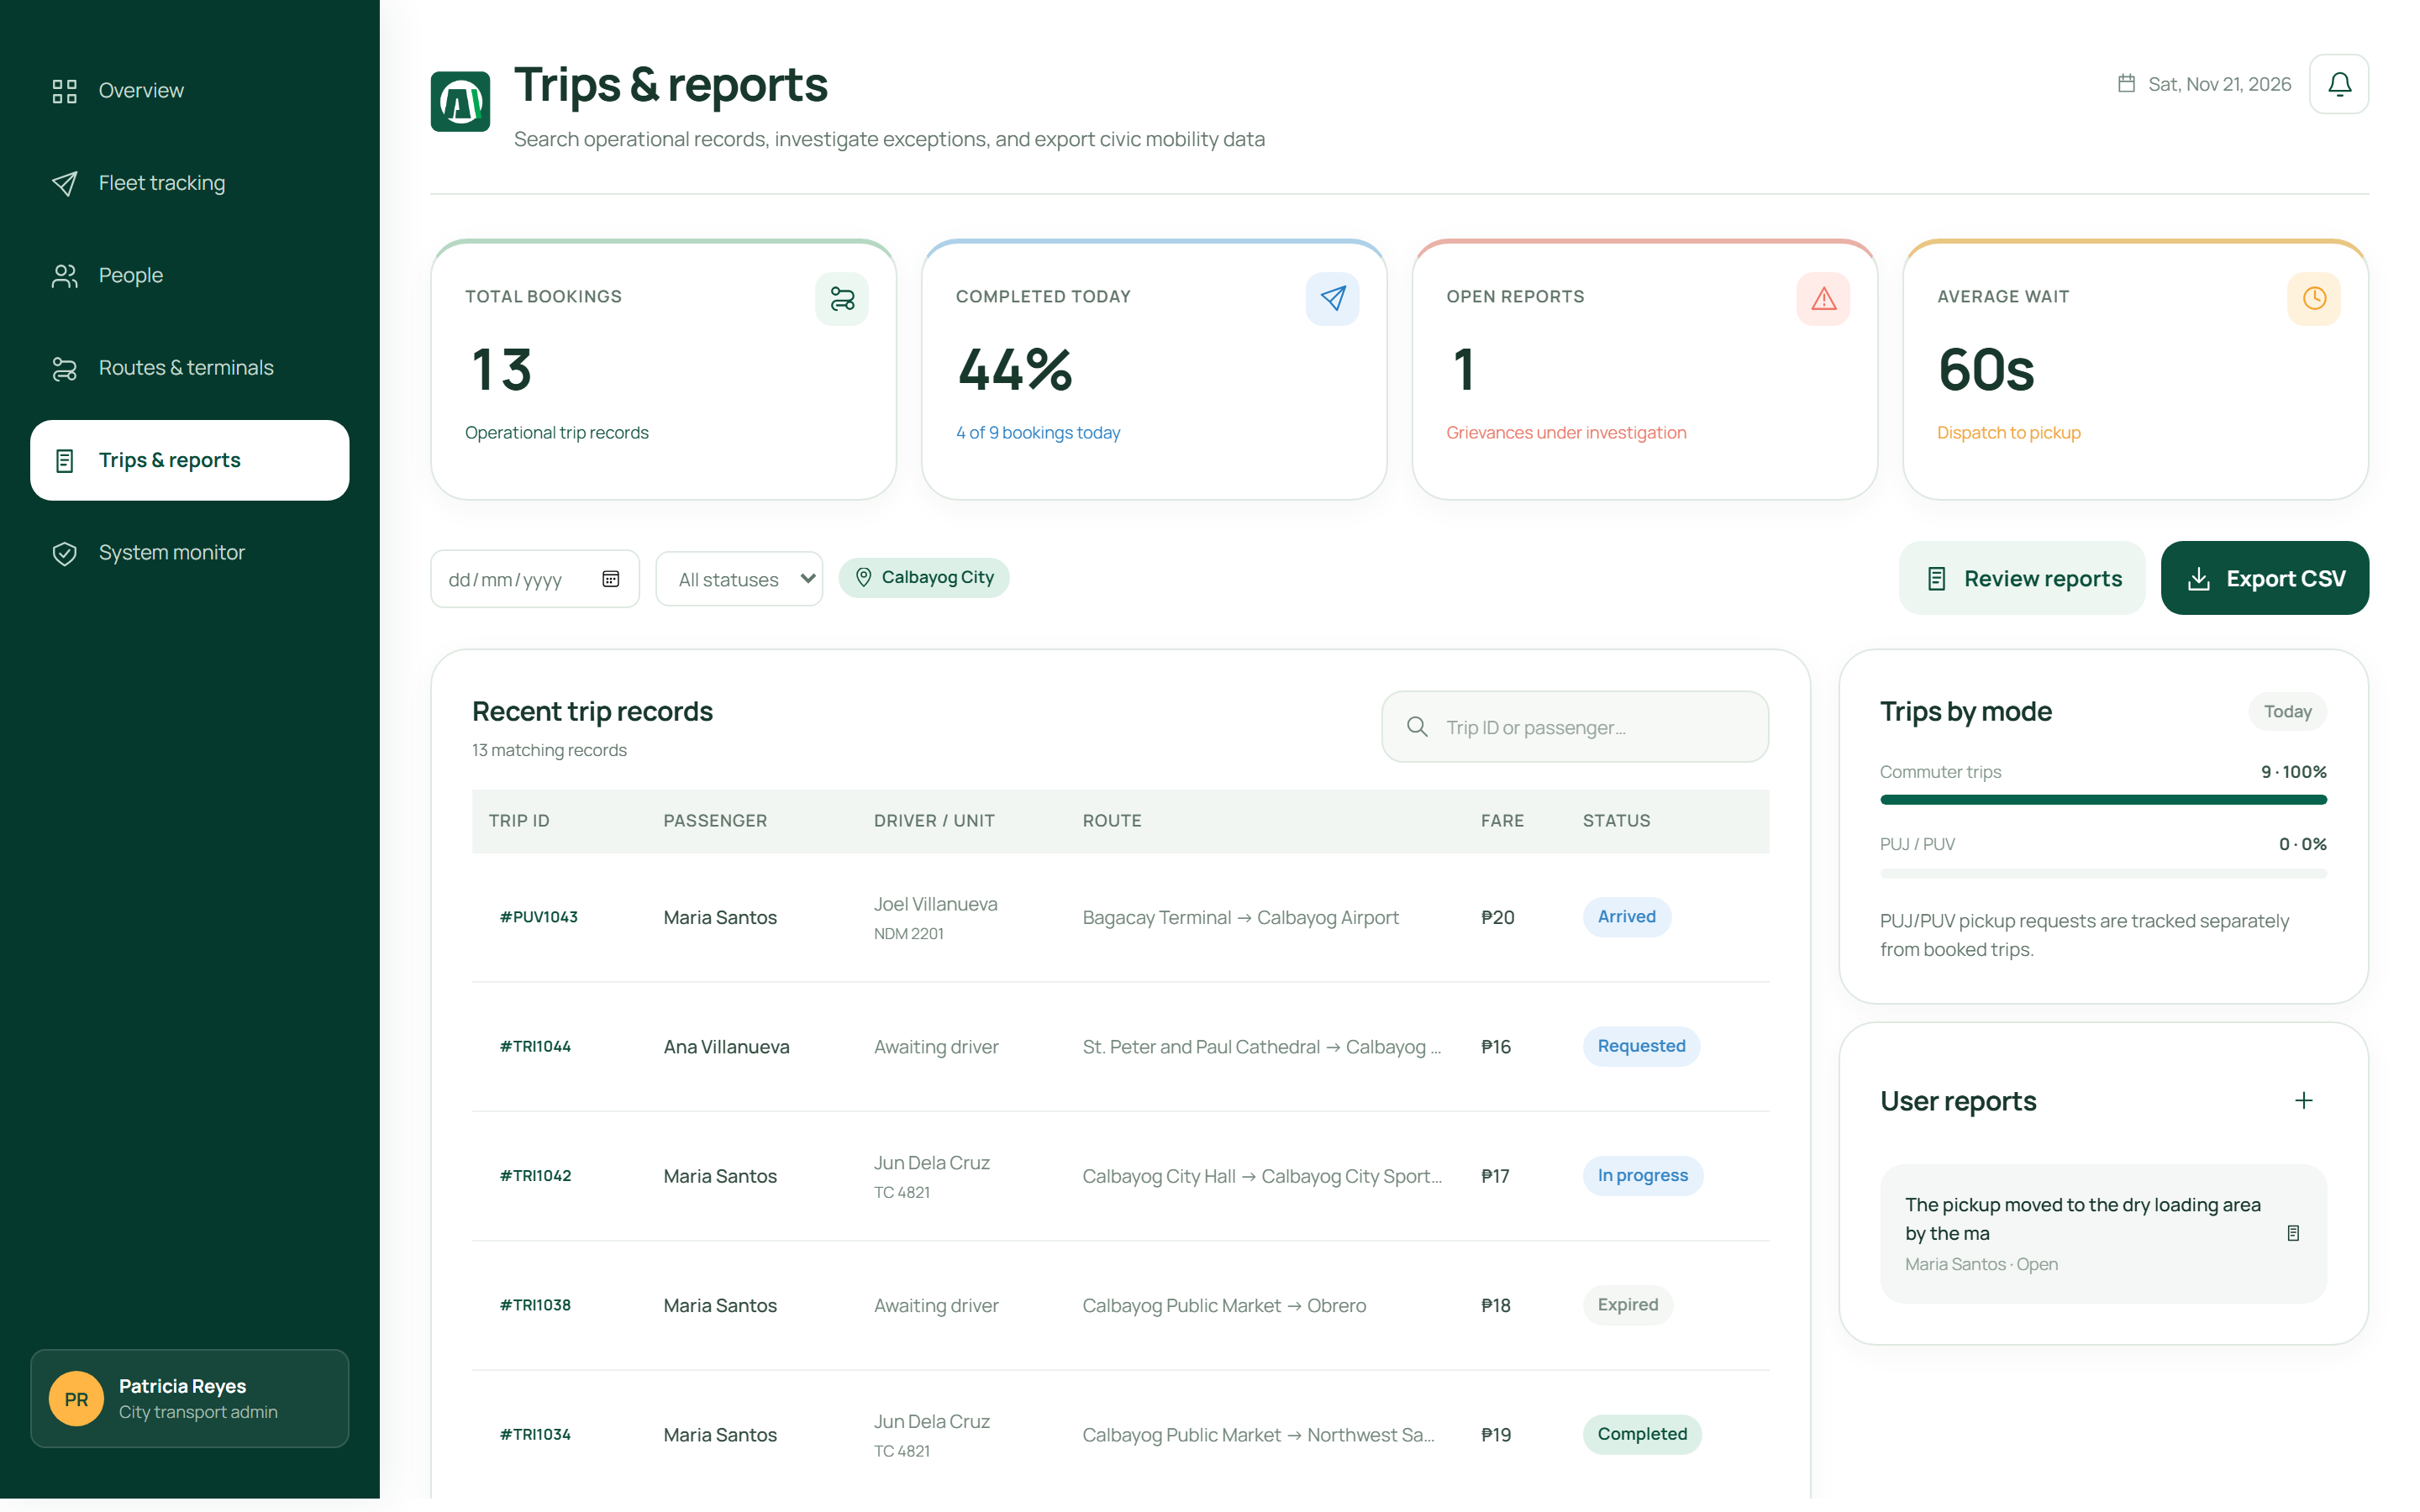 Overview
Fleet tracking
People
Routes & terminals
Trips & reports
System monitor
PR
Patricia Reyes
City transport admin
Trips & reports
Search operational records, investigate exceptions, and export civic mobility data
Sat, Nov 21, 2026
TOTAL BOOKINGS
13
Operational trip records
COMPLETED TODAY
44%
4 of 9 bookings today
OPEN REPORTS
1
Grievances under investigation
AVERAGE WAIT
60s
Dispatch to pickup
dd/mm/yyyy
All statuses
Calbayog City
Review reports
Export CSV
Recent trip records
13 matching records
Trip ID or passenger…
TRIP ID PASSENGER DRIVER / UNIT ROUTE FARE STATUS
#PUV1043 Maria Santos Joel Villanueva NDM 2201 Bagacay Terminal → Calbayog Airport ₱20 Arrived
#TRI1044 Ana Villanueva Awaiting driver St. Peter and Paul Cathedral → Calbayog … ₱16 Requested
#TRI1042 Maria Santos Jun Dela Cruz TC 4821 Calbayog City Hall → Calbayog City Sport… ₱17 In progress
#TRI1038 Maria Santos Awaiting driver Calbayog Public Market → Obrero ₱18 Expired
#TRI1034 Maria Santos Jun Dela Cruz TC 4821 Calbayog Public Market → Northwest Sa… ₱19 Completed
Trips by mode
Today
Commuter trips 9 · 100%
PUJ / PUV 0 · 0%
PUJ/PUV pickup requests are tracked separately
from booked trips.
User reports
The pickup moved to the dry loading area
by the ma
Maria Santos · Open